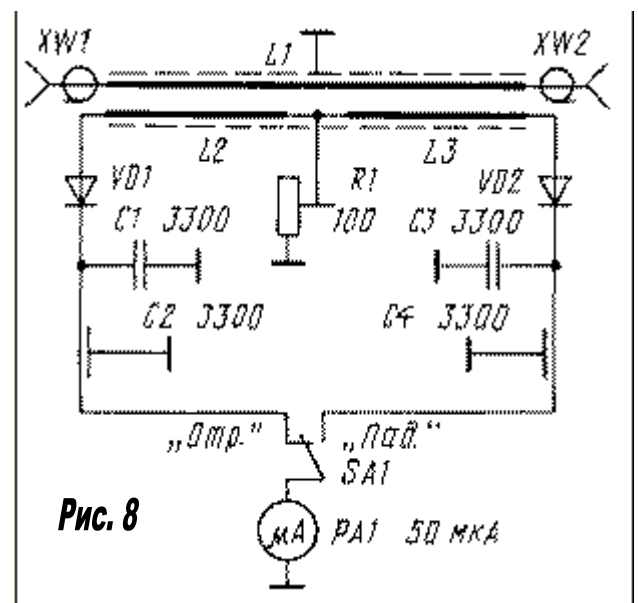 XW1 L1 XW2
L2 L3
VD1 R1 VD2
C1 3300 100 C3 3300
C2 3300 C4 3300
„Отр.“ „Пад.“
SA1
Рис. 8
μA PA1 50 мкА